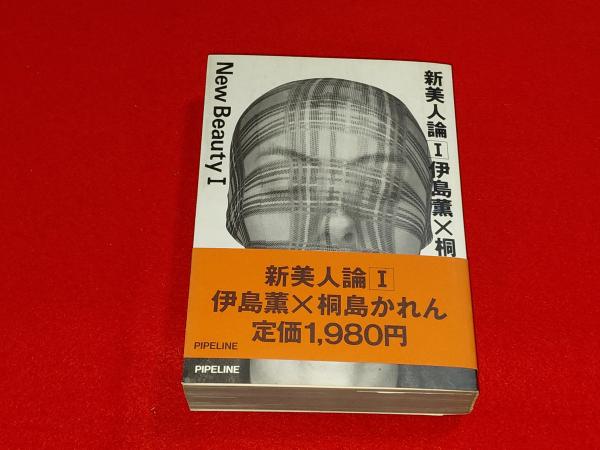 New Beauty I
新美人論 I 伊島薫×桐
新美人論 I
伊島薫×桐島かれん
定価1,980円
PIPELINE
PIPELINE